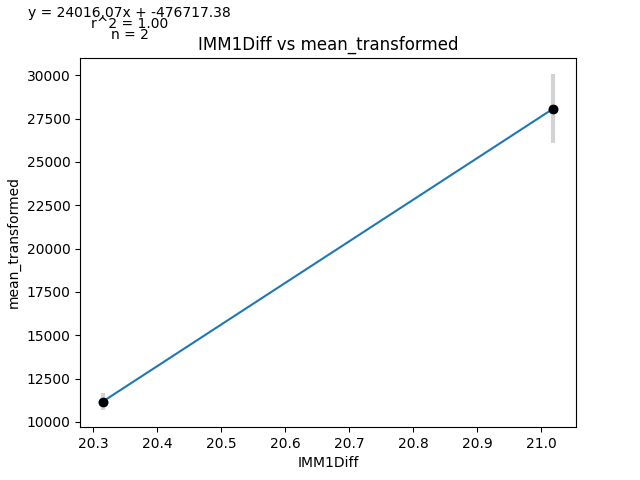 y = 24016.07x + -476717.38
r^2 = 1.00
n = 2
IMM1Diff vs mean_transformed
30000
27500
25000
22500
20000
17500
15000
12500
10000
mean_transformed
20.3 20.4 20.5 20.6 20.7 20.8 20.9 21.0
IMM1Diff